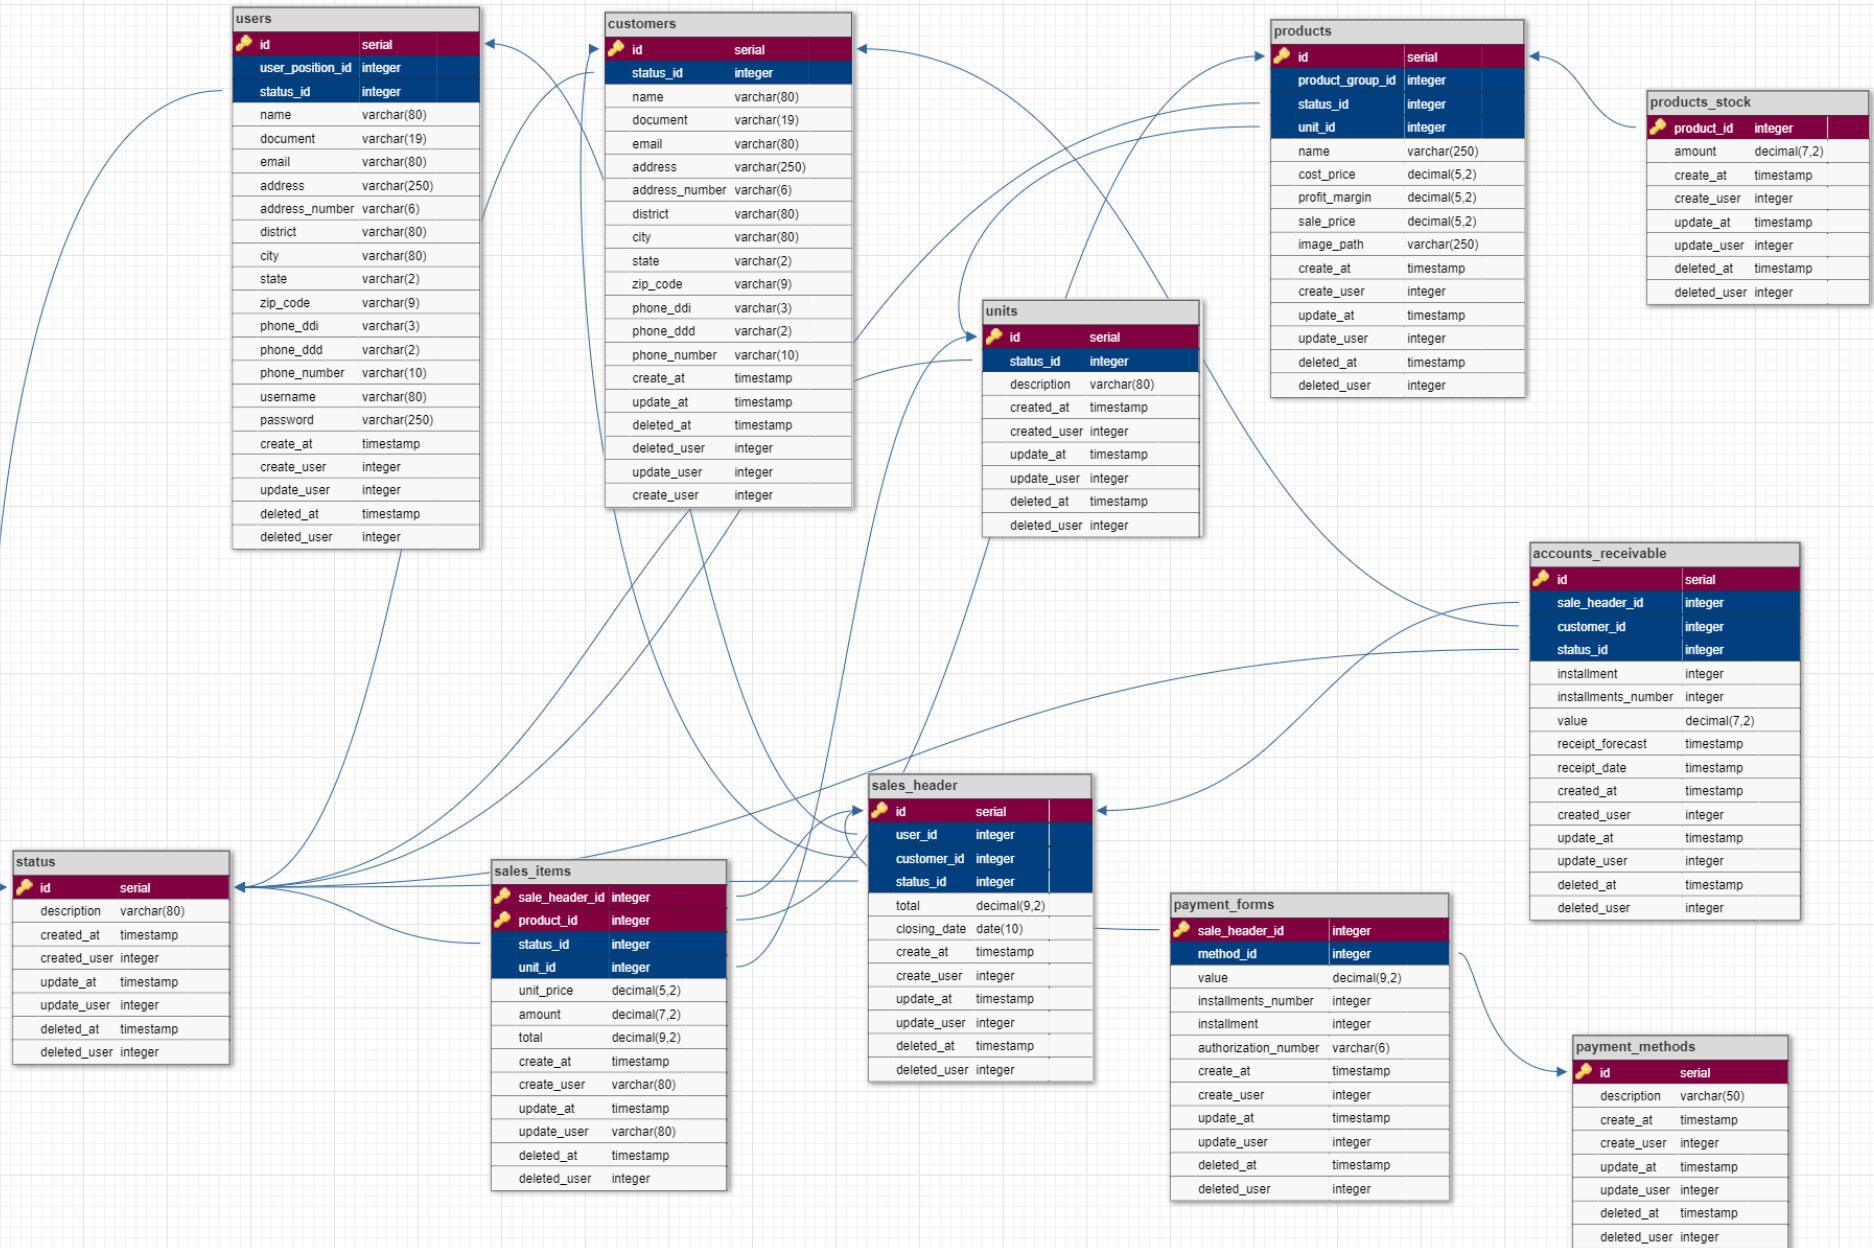 users
id serial
user_position_id integer
status_id integer
name varchar(80)
document varchar(19)
email varchar(80)
address varchar(250)
address_number varchar(6)
district varchar(80)
city varchar(80)
state varchar(2)
zip_code varchar(9)
phone_ddi varchar(3)
phone_ddd varchar(2)
phone_number varchar(10)
username varchar(80)
password varchar(250)
create_at timestamp
create_user integer
update_user integer
deleted_at timestamp
deleted_user integer
customers
id serial
status_id integer
name varchar(80)
document varchar(19)
email varchar(80)
address varchar(250)
address_number varchar(6)
district varchar(80)
city varchar(80)
state varchar(2)
zip_code varchar(9)
phone_ddi varchar(3)
phone_ddd varchar(2)
phone_number varchar(10)
create_at timestamp
update_at timestamp
deleted_at timestamp
deleted_user integer
update_user integer
create_user integer
products
id serial
product_group_id integer
status_id integer
unit_id integer
name varchar(250)
cost_price decimal(5,2)
profit_margin decimal(5,2)
sale_price decimal(5,2)
image_path varchar(250)
create_at timestamp
create_user integer
update_at timestamp
update_user integer
deleted_at timestamp
deleted_user integer
products_stock
product_id integer
amount decimal(7,2)
create_at timestamp
create_user integer
update_at timestamp
update_user integer
deleted_at timestamp
deleted_user integer
units
id serial
status_id integer
description varchar(80)
created_at timestamp
created_user integer
update_at timestamp
update_user integer
deleted_at timestamp
deleted_user integer
accounts_receivable
id serial
sale_header_id integer
customer_id integer
status_id integer
installment integer
installments_number integer
value decimal(7,2)
receipt_forecast timestamp
receipt_date timestamp
created_at timestamp
created_user integer
update_at timestamp
update_user integer
deleted_at timestamp
deleted_user integer
status
id serial
description varchar(80)
created_at timestamp
created_user integer
update_at timestamp
update_user integer
deleted_at timestamp
deleted_user integer
sales_items
sale_header_id integer
product_id integer
status_id integer
unit_id integer
unit_price decimal(5,2)
amount decimal(7,2)
total decimal(9,2)
create_at timestamp
create_user varchar(80)
update_at timestamp
update_user varchar(80)
deleted_at timestamp
deleted_user integer
sales_header
id serial
user_id integer
customer_id integer
status_id integer
total decimal(9,2)
closing_date date(10)
create_at timestamp
create_user integer
update_at timestamp
update_user integer
deleted_at timestamp
deleted_user integer
payment_forms
sale_header_id integer
method_id integer
value decimal(9,2)
installments_number integer
installment integer
authorization_number varchar(6)
create_at timestamp
create_user integer
update_at timestamp
update_user integer
deleted_at timestamp
deleted_user integer
payment_methods
id serial
description varchar(50)
create_at timestamp
create_user integer
update_at timestamp
update_user integer
deleted_at timestamp
deleted_user integer